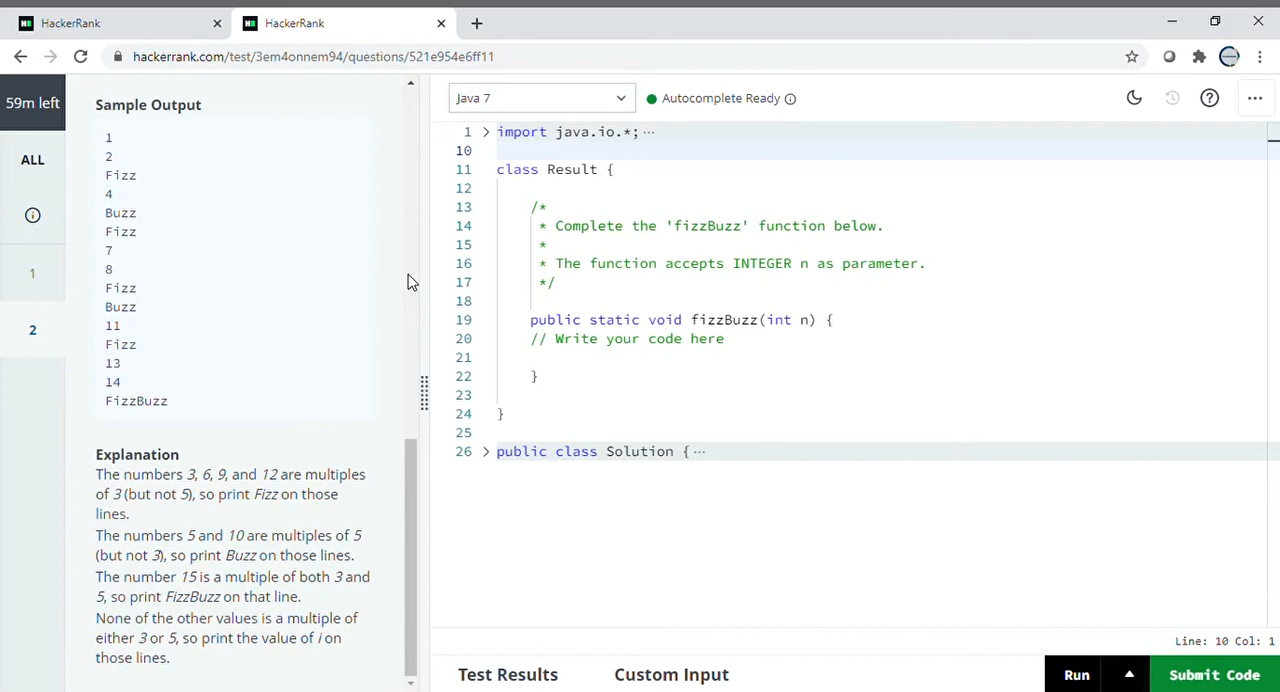 HackerRank
HackerRank
hackerrank.com/test/3em4onnem94/questions/521e954e6ff11
59m left
ALL
1
2
Sample Output
1
2
Fizz
4
Buzz
Fizz
7
8
Fizz
Buzz
11
Fizz
13
14
FizzBuzz
Explanation
The numbers 3, 6, 9, and 12 are multiples
of 3 (but not 5), so print Fizz on those
lines.
The numbers 5 and 10 are multiples of 5
(but not 3), so print Buzz on those lines.
The number 15 is a multiple of both 3 and
5, so print FizzBuzz on that line.
None of the other values is a multiple of
either 3 or 5, so print the value of i on
those lines.
Java 7
Autocomplete Ready
1 import java.io.*; ...
10
11 class Result {
12
13 /*
14 * Complete the 'fizzBuzz' function below.
15 *
16 * The function accepts INTEGER n as parameter.
17 */
18
19 public static void fizzBuzz(int n) {
20 // Write your code here
21
22 }
23
24 }
25
26 public class Solution { ...
Line: 10 Col: 1
Test Results
Custom Input
Run
Submit Code